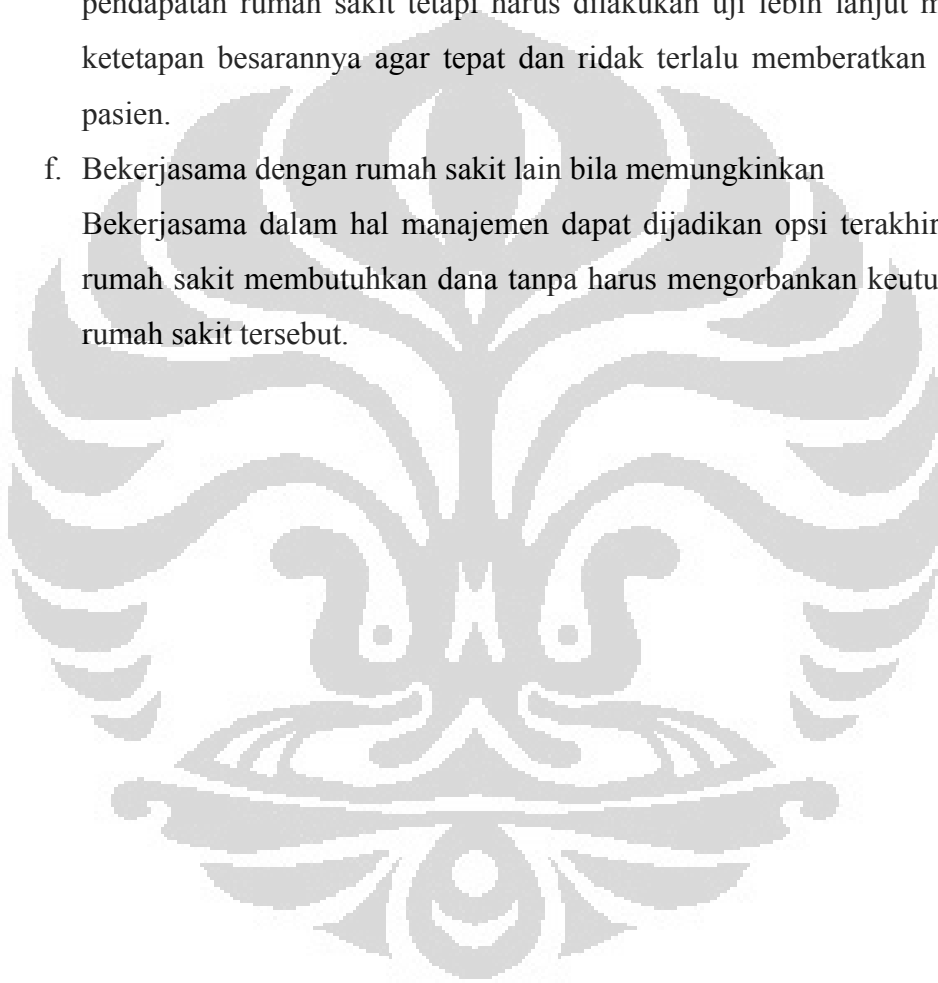 pendapatan rumah sakit tetapi harus dilakukan uji lebih lanjut
ketetapan besarannya agar tepat dan ridak terlalu memberatkan
pasien.
f. Bekerjasama dengan rumah sakit lain bila memungkinkan
Bekerjasama dalam hal manajemen dapat dijadikan opsi terakhir
rumah sakit membutuhkan dana tanpa harus mengorbankan
rumah sakit tersebut.